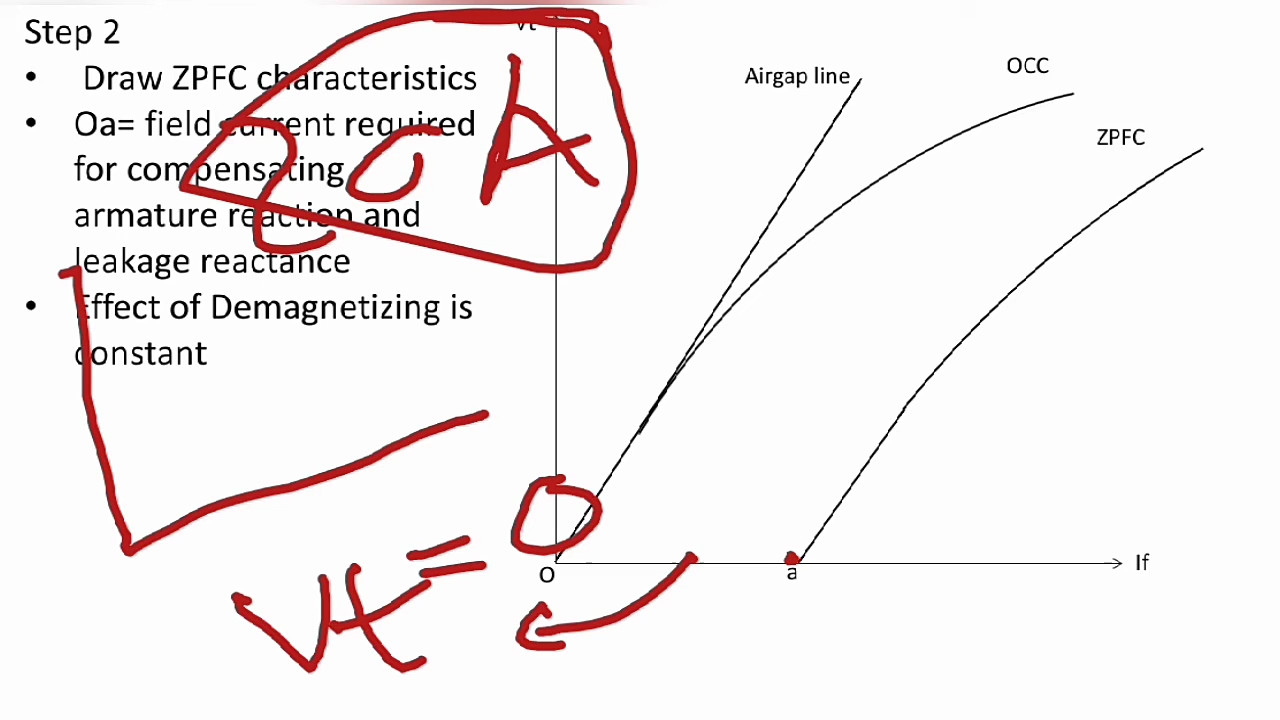 Step 2
• Draw ZPFC characteristics
• Oa= field current required
for compensating
armature reaction and
leakage reactance
• Effect of Demagnetizing is
constant
Vt
Airgap line
OCC
ZPFC
20A
Vt = 0
O
a
If